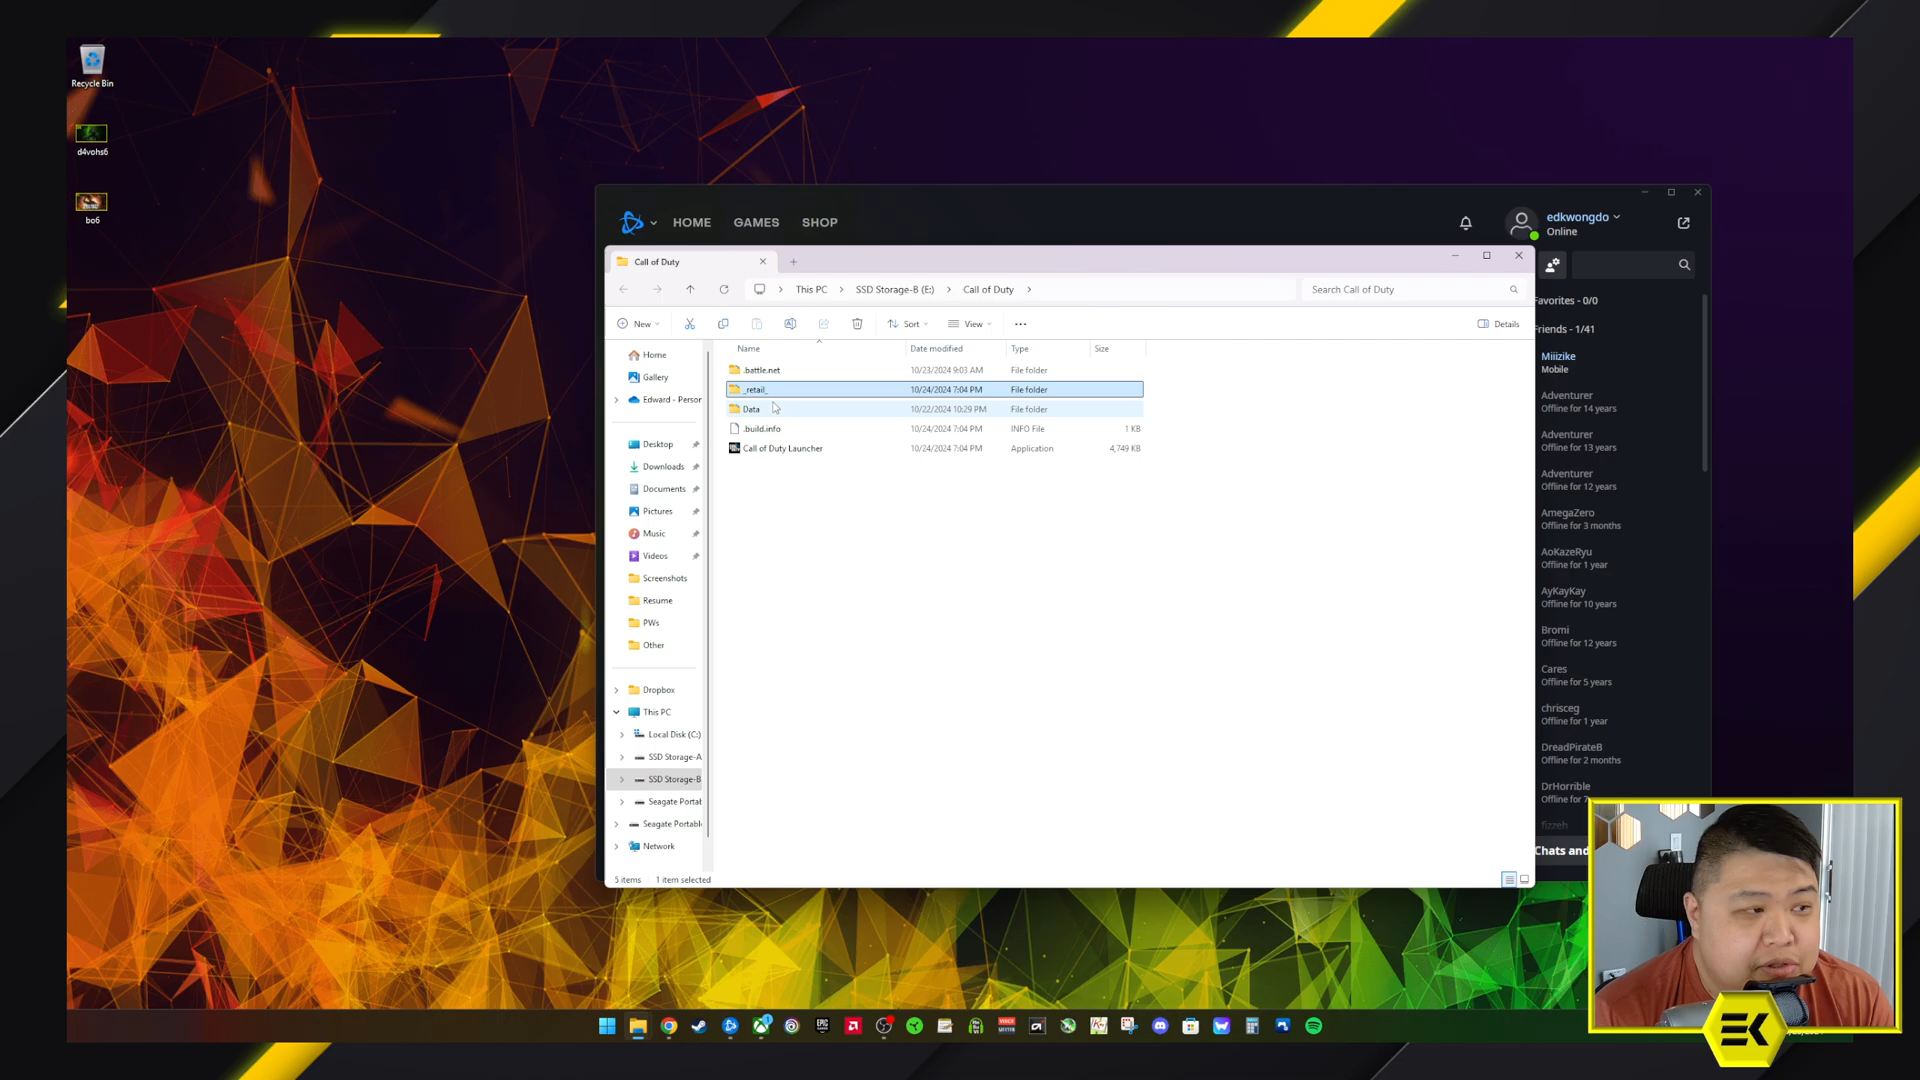 Recycle Bin
d4vohs6
bo6
HOME
GAMES
SHOP
edkwongdo
Online
Call of Duty
This PC
SSD Storage-B (E:)
Call of Duty
Search Call of Duty
New
Sort
View
Details
Name
Date modified
Type
Size
.battle.net
10/23/2024 9:03 AM
File folder
_retail_
10/24/2024 7:04 PM
File folder
Data
10/22/2024 10:29 PM
File folder
.build.info
10/24/2024 7:04 PM
INFO File
1 KB
Call of Duty Launcher
10/24/2024 7:04 PM
Application
4,749 KB
Home
Gallery
Edward - Person
Desktop
Downloads
Documents
Pictures
Music
Videos
Screenshots
Resume
PWs
Other
Dropbox
This PC
Local Disk (C:)
SSD Storage-A
SSD Storage-B
Seagate Portab
Seagate Portabl
Network
5 items
1 item selected
Favorites - 0/0
Friends - 1/41
Miiizike
Mobile
Adventurer
Offline for 14 years
Adventurer
Offline for 13 years
Adventurer
Offline for 12 years
AmegaZero
Offline for 3 months
AoKazeRyu
Offline for 1 year
AyKayKay
Offline for 10 years
Bromi
Offline for 12 years
Cares
Offline for 5 years
chrisceg
Offline for 1 year
DreadPirateB
Offline for 2 months
DrHorrible
Offline for 7
fizzeh
Chats and
EPIC
EK